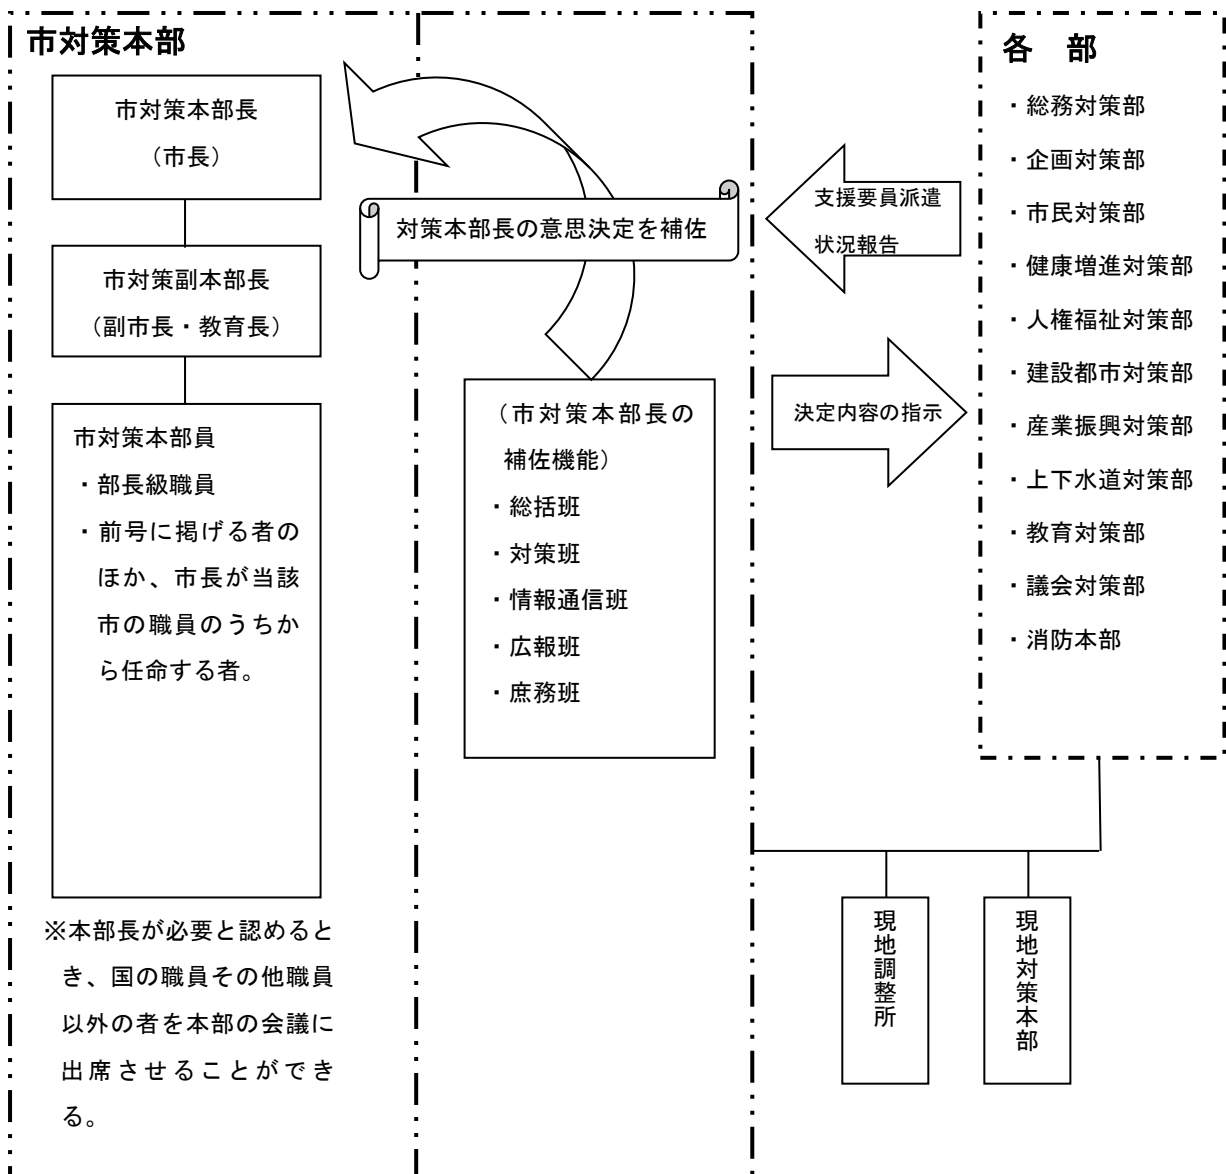 市対策本部
市対策本部長
（市長）
市対策副本部長
（副市長・教育長）
市対策本部員
・部長級職員
・前号に掲げる者の
ほか、市長が当該
市の職員のうちか
ら任命する者。
※本部長が必要と認めると
き、国の職員その他職員
以外の者を本部の会議に
出席させることができ
る。
対策本部長の意思決定を補佐
（市対策本部長の
補佐機能）
・総括班
・対策班
・情報通信班
・広報班
・庶務班
支援要員派遣
状況報告
決定内容の指示
各　部
・総務対策部
・企画対策部
・市民対策部
・健康増進対策部
・人権福祉対策部
・建設都市対策部
・産業振興対策部
・上下水道対策部
・教育対策部
・議会対策部
・消防本部
現地調整所
現地対策本部